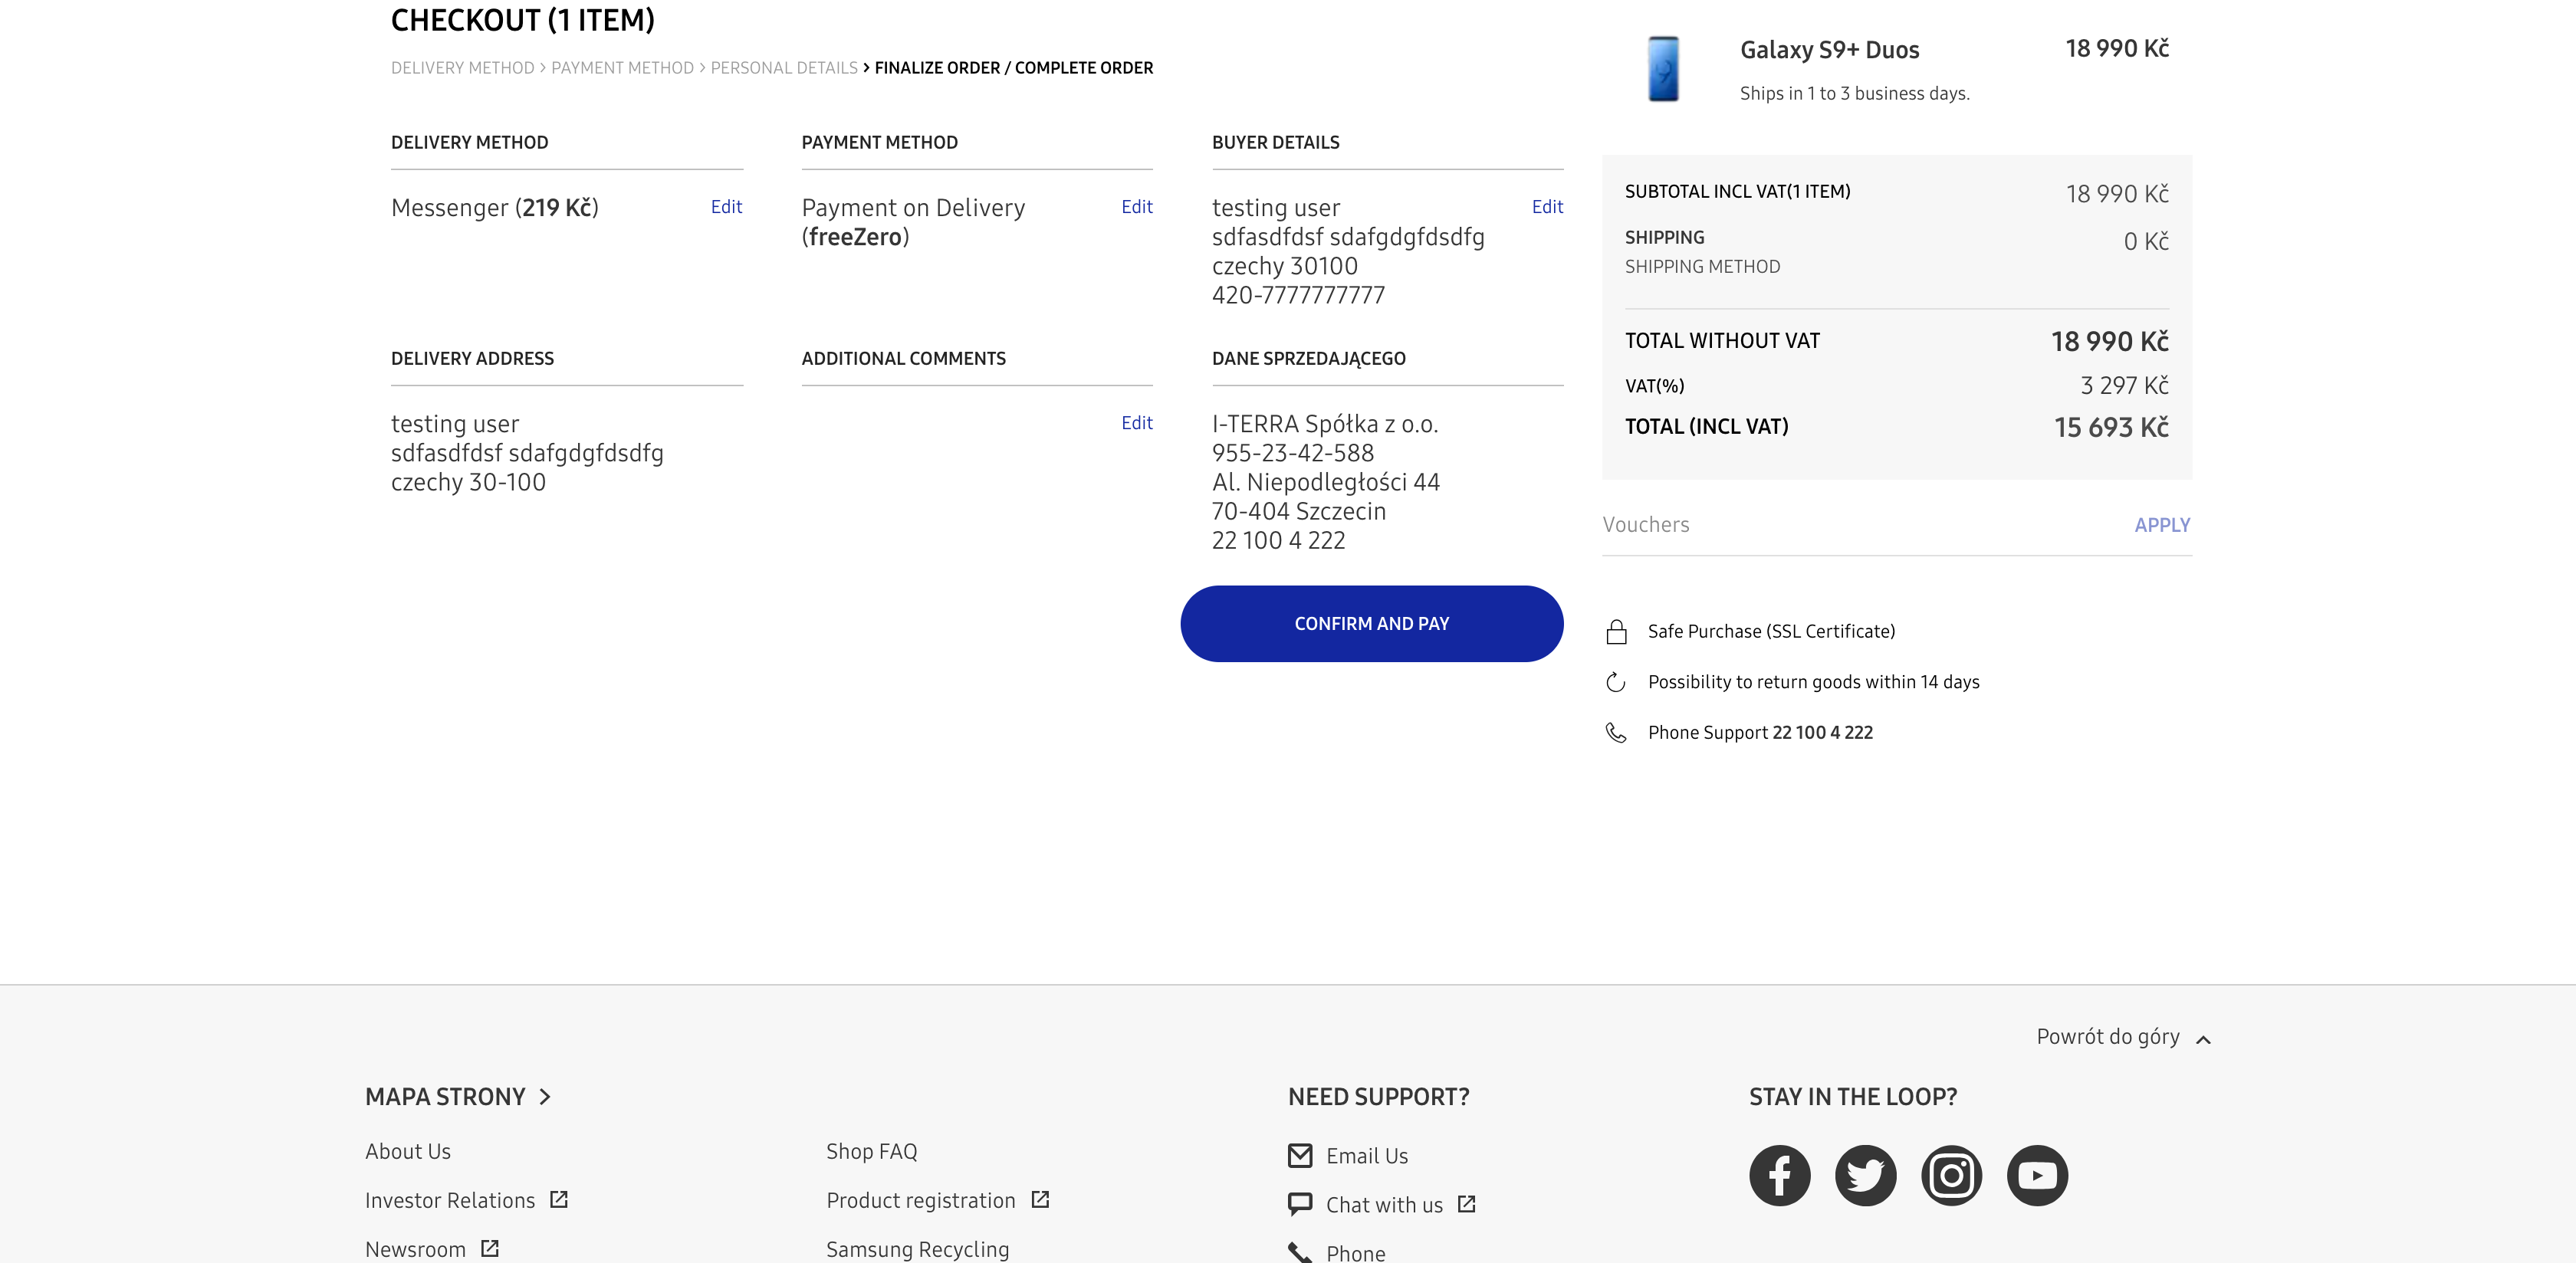 CHECKOUT (1 ITEM)
DELIVERY METHOD > PAYMENT METHOD > PERSONAL DETAILS > FINALIZE ORDER / COMPLETE ORDER
DELIVERY METHOD
Messenger (219 Kč)
Edit
PAYMENT METHOD
Payment on Delivery
(freeZero)
Edit
BUYER DETAILS
testing user
sdfasdfdsf sdafgdgfdsdfg
czechy 30100
420-7777777777
Edit
DELIVERY ADDRESS
testing user
sdfasdfdsf sdafgdgfdsdfg
czechy 30-100
ADDITIONAL COMMENTS
Edit
DANE SPRZEDAJĄCEGO
I-TERRA Spółka z o.o.
955-23-42-588
Al. Niepodległości 44
70-404 Szczecin
22 100 4 222
CONFIRM AND PAY
Galaxy S9+ Duos
18 990 Kč
Ships in 1 to 3 business days.
SUBTOTAL INCL VAT(1 ITEM)
18 990 Kč
SHIPPING
0 Kč
SHIPPING METHOD
TOTAL WITHOUT VAT
18 990 Kč
VAT(%)
3 297 Kč
TOTAL (INCL VAT)
15 693 Kč
Vouchers
APPLY
Safe Purchase (SSL Certificate)
Possibility to return goods within 14 days
Phone Support 22 100 4 222
Powrót do góry
MAPA STRONY >
About Us
Investor Relations
Newsroom
Shop FAQ
Product registration
Samsung Recycling
NEED SUPPORT?
Email Us
Chat with us
Phone
STAY IN THE LOOP?